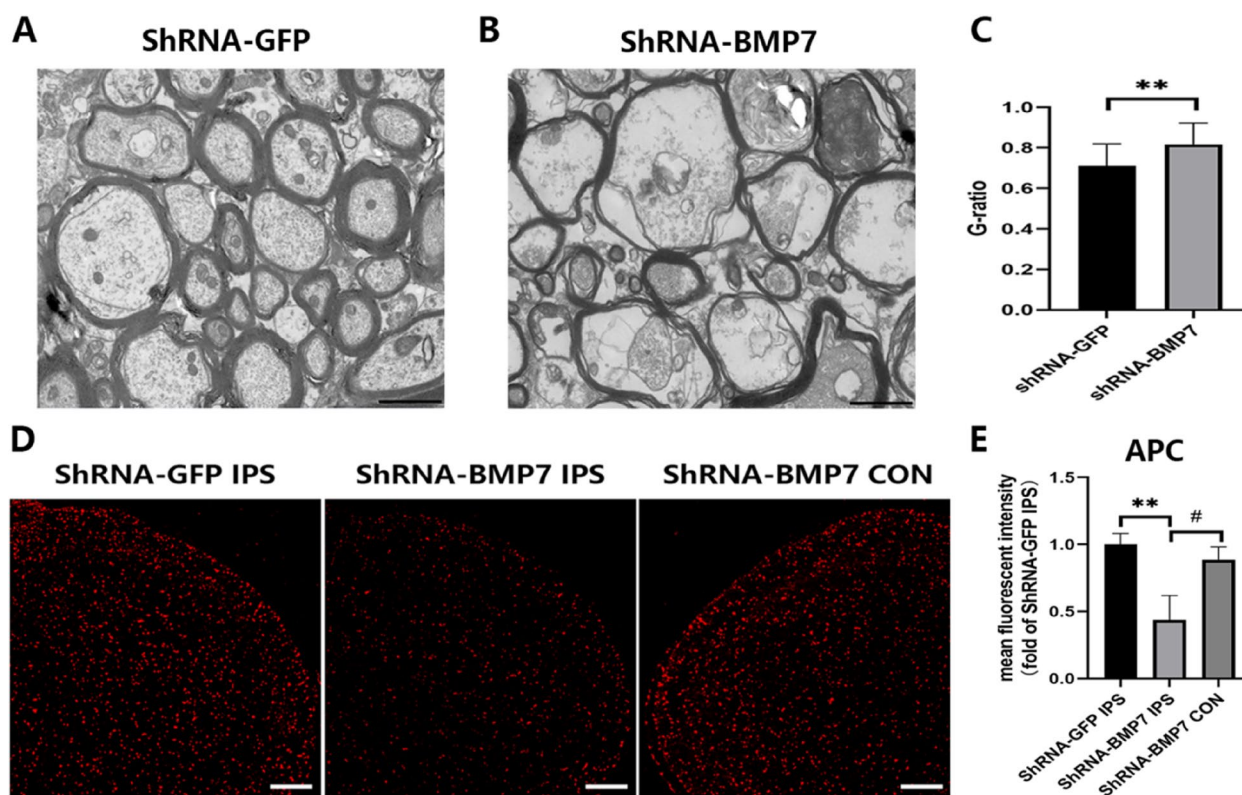 A
ShRNA-GFP
B
ShRNA-BMP7
C
**
1.0
0.8
0.6
0.4
0.2
0.0
G-ratio
shRNA-GFP
shRNA-BMP7
D
ShRNA-GFP IPS
ShRNA-BMP7 IPS
ShRNA-BMP7 CON
E
APC
mean fluorescent intensity
(fold of ShRNA-GFP IPS)
1.5
1.0
0.5
0.0
**
#
ShRNA-GFP IPS
ShRNA-BMP7 IPS
ShRNA-BMP7 CON